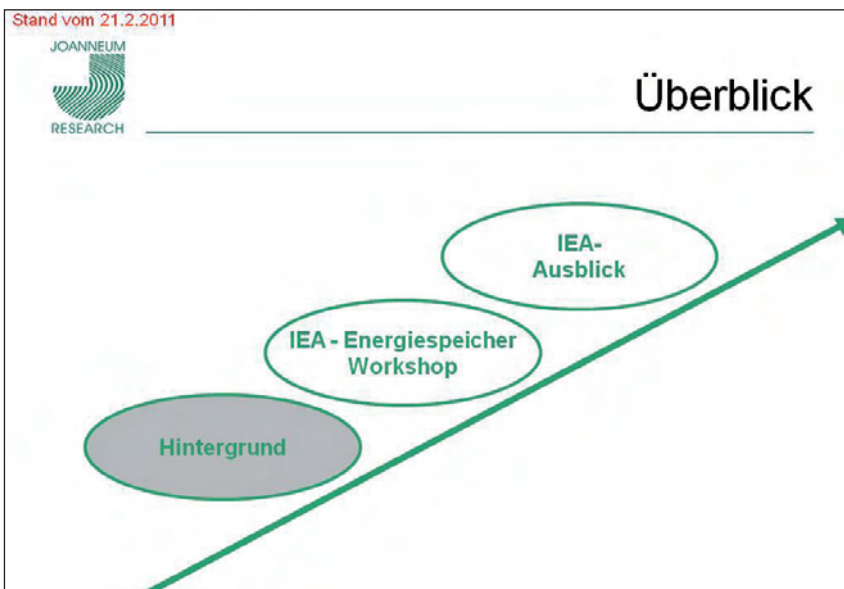 Stand vom 21.2.2011
JOANNEUM
RESEARCH
Überblick
IEA-
Ausblick
IEA - Energiespeicher
Workshop
Hintergrund